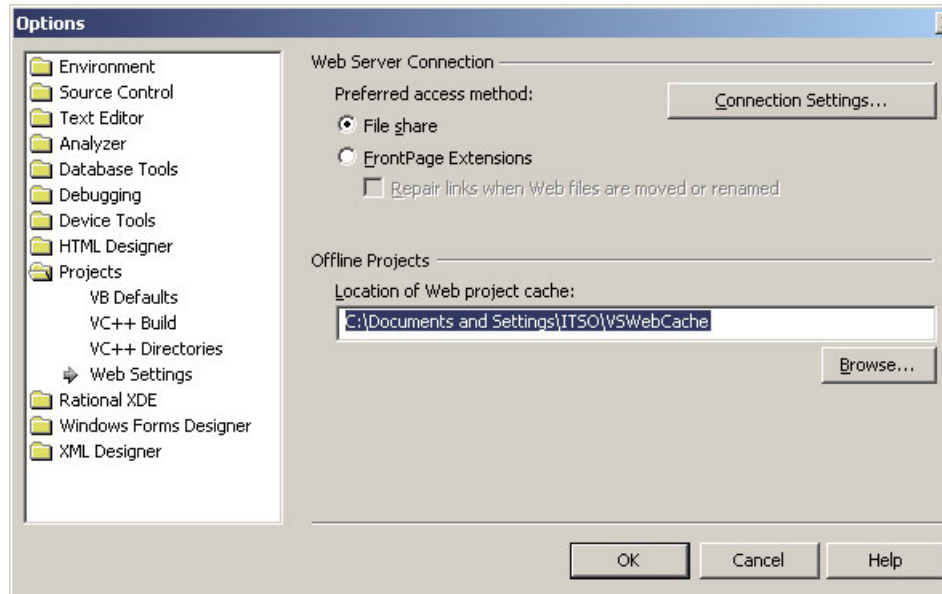 Options
Environment
Source Control
Text Editor
Analyzer
Database Tools
Debugging
Device Tools
HTML Designer
Projects
VB Defaults
VC++ Build
VC++ Directories
Web Settings
Rational XDE
Windows Forms Designer
XML Designer
Web Server Connection
Preferred access method:
Connection Settings...
File share
FrontPage Extensions
Repair links when Web files are moved or renamed
Offline Projects
Location of Web project cache:
C:\Documents and Settings\ITSO\VSWebCache
Browse...
OK
Cancel
Help